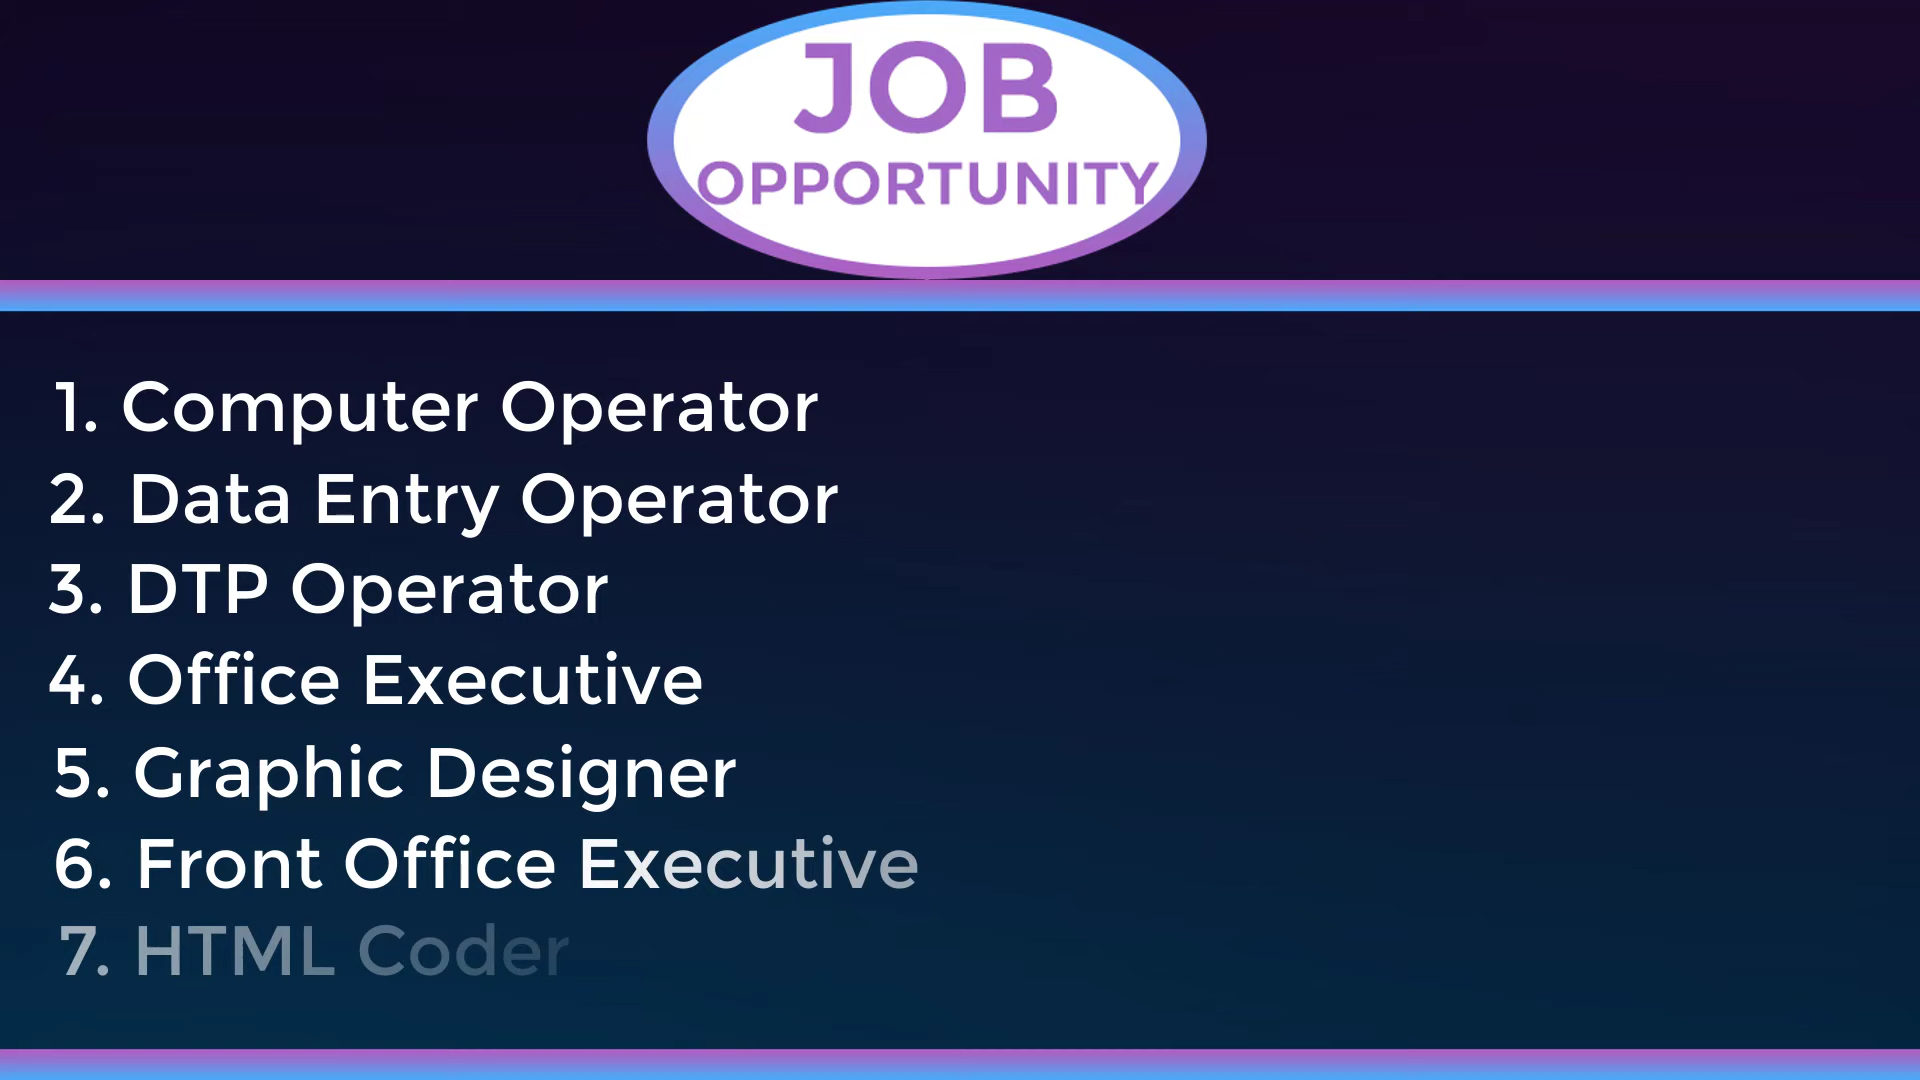 JOB
OPPORTUNITY
1. Computer Operator
2. Data Entry Operator
3. DTP Operator
4. Office Executive
5. Graphic Designer
6. Front Office Executive
7. HTML Coder